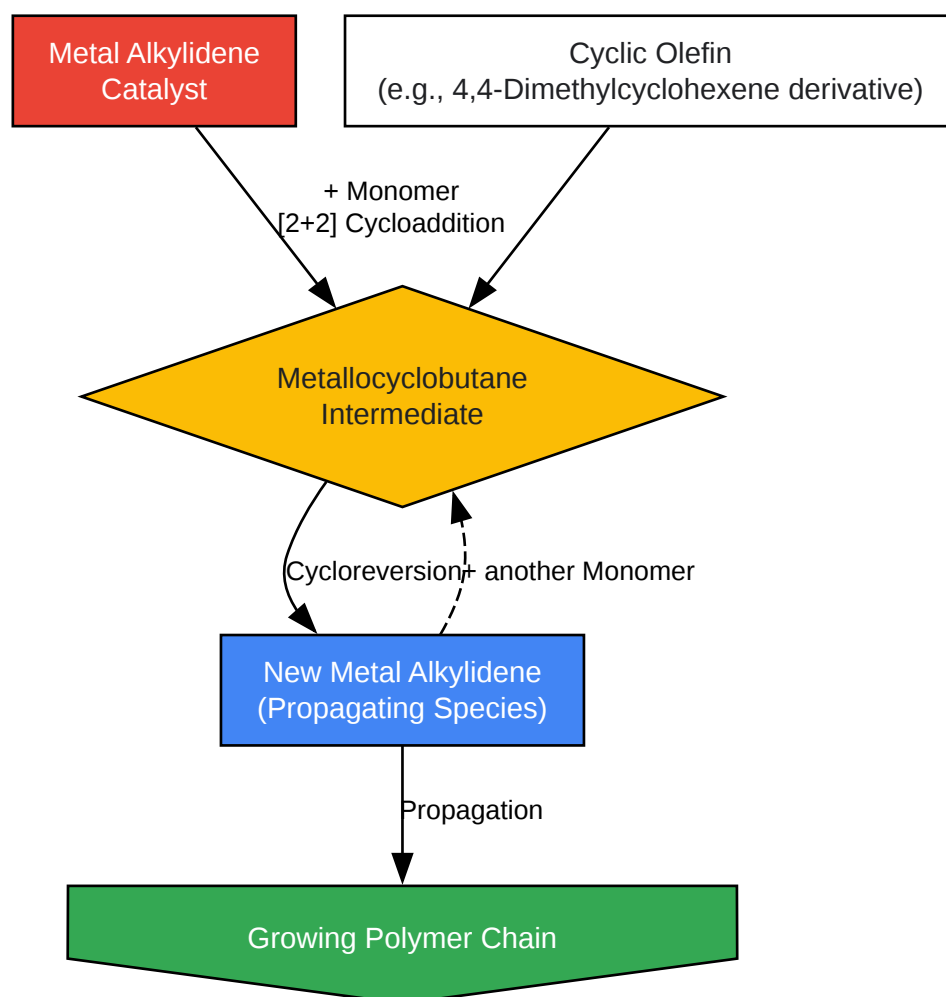 Metal Alkylidene
Catalyst
Cyclic Olefin
(e.g., 4,4-Dimethylcyclohexene derivative)
+ Monomer
[2+2] Cycloaddition
Metallocyclobutane
Intermediate
Cycloreversion
+ another Monomer
New Metal Alkylidene
(Propagating Species)
Propagation
Growing Polymer Chain